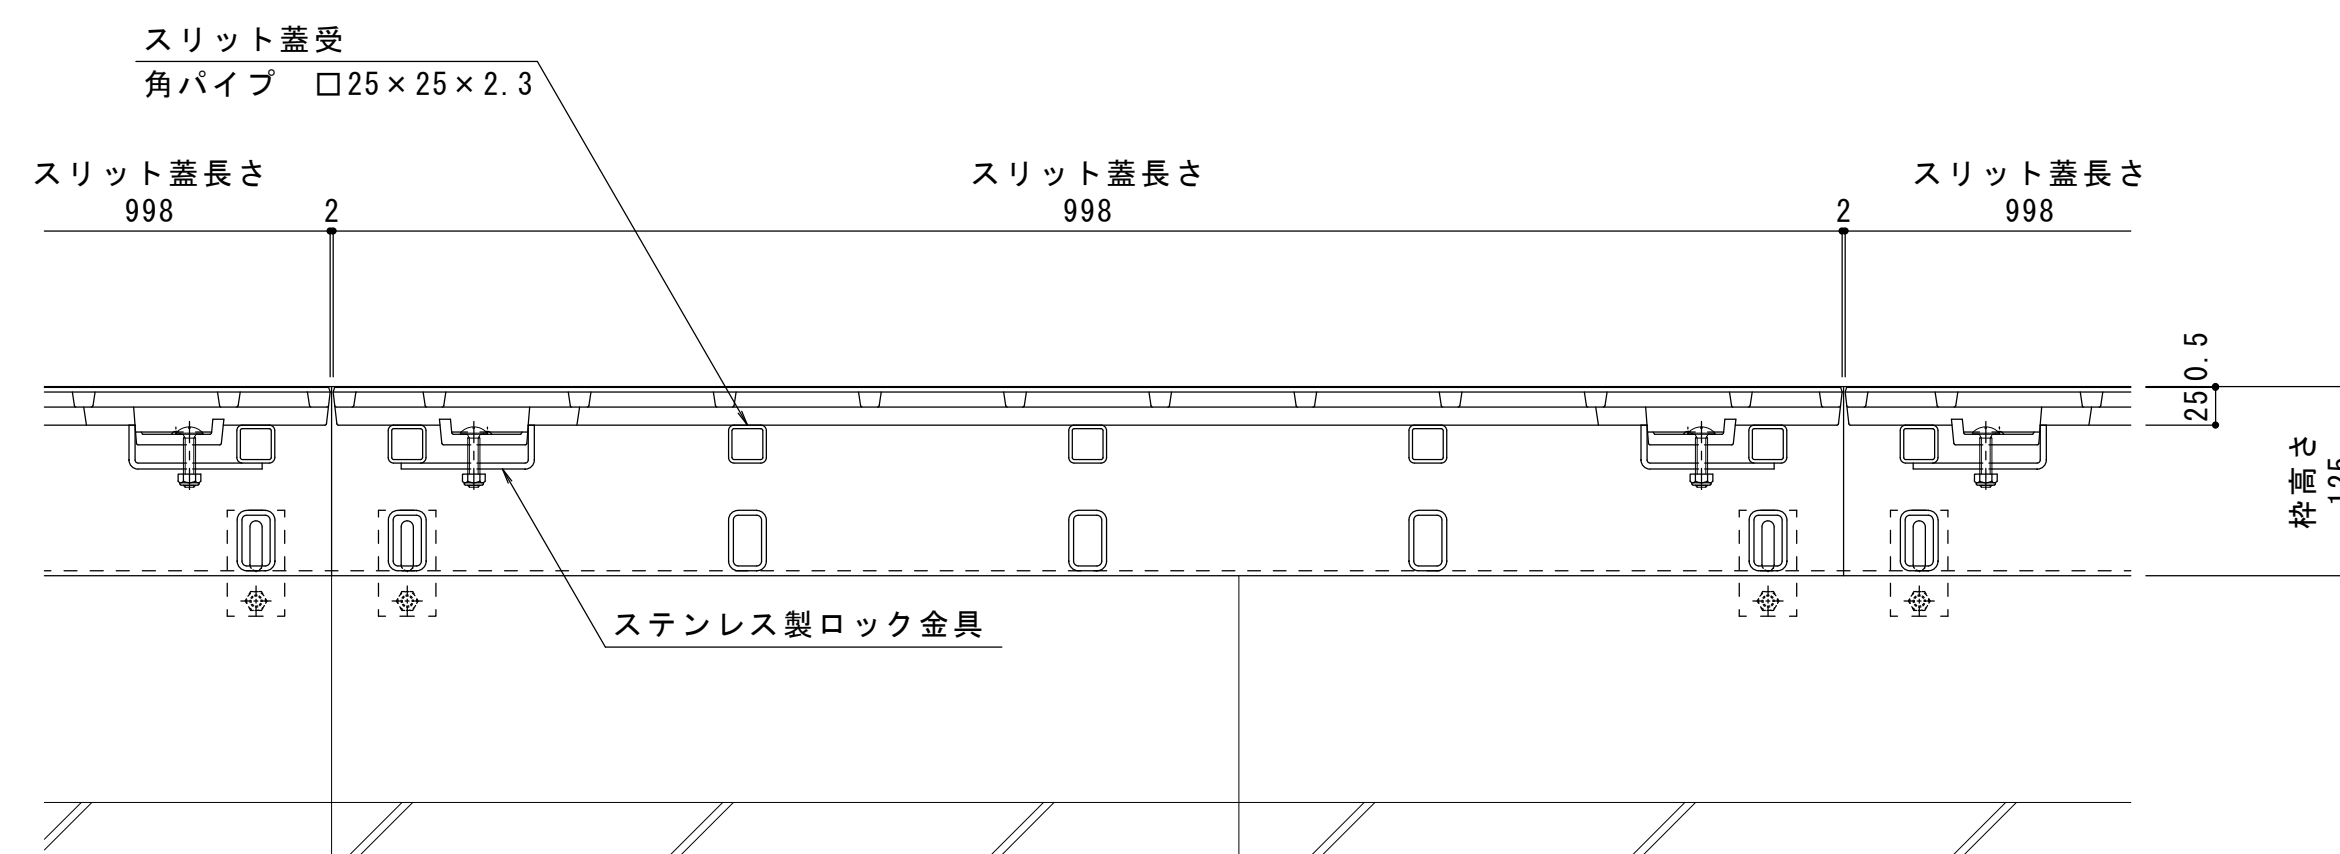 スリット蓋受
角パイプ　□25×25×2.3
スリット蓋長さ
998
2
スリット蓋長さ
998
2
スリット蓋長さ
998
0.5
25
枠高さ
125
ステンレス製ロック金具